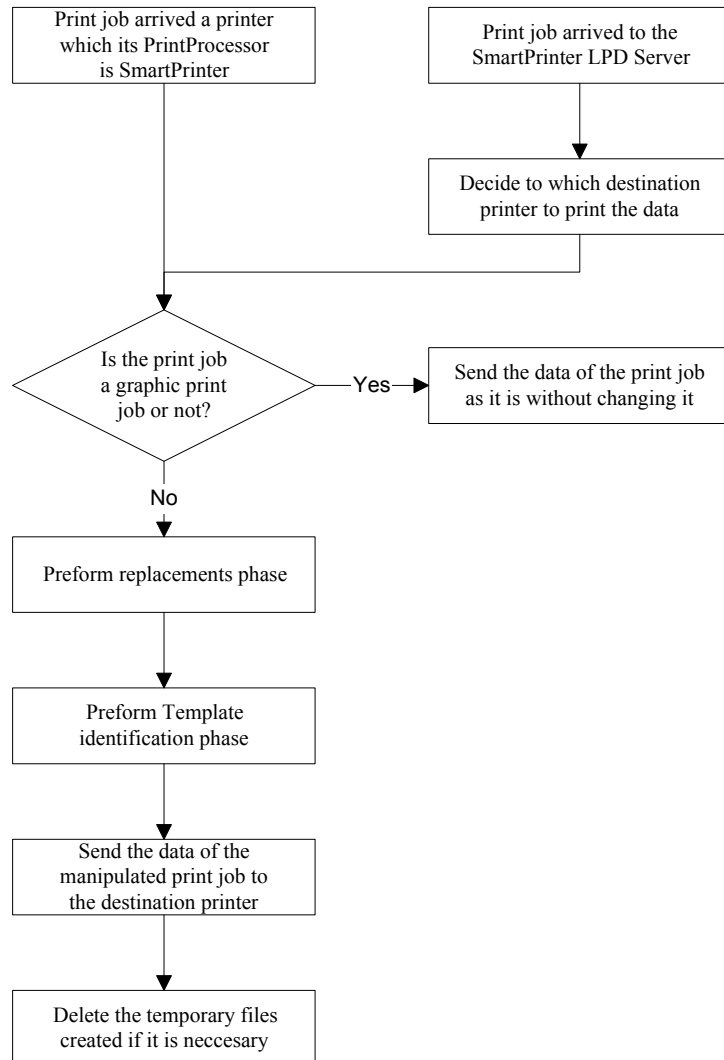 Print job arrived a printer
which its PrintProcessor
is SmartPrinter
Print job arrived to the
SmartPrinter LPD Server
Decide to which destination
printer to print the data
Is the print job
a graphic print
job or not?
Yes
Send the data of the print job
as it is without changing it
No
Preform replacements phase
Preform Template
identification phase
Send the data of the
manipulated print job to
the destination printer
Delete the temporary files
created if it is neccesary